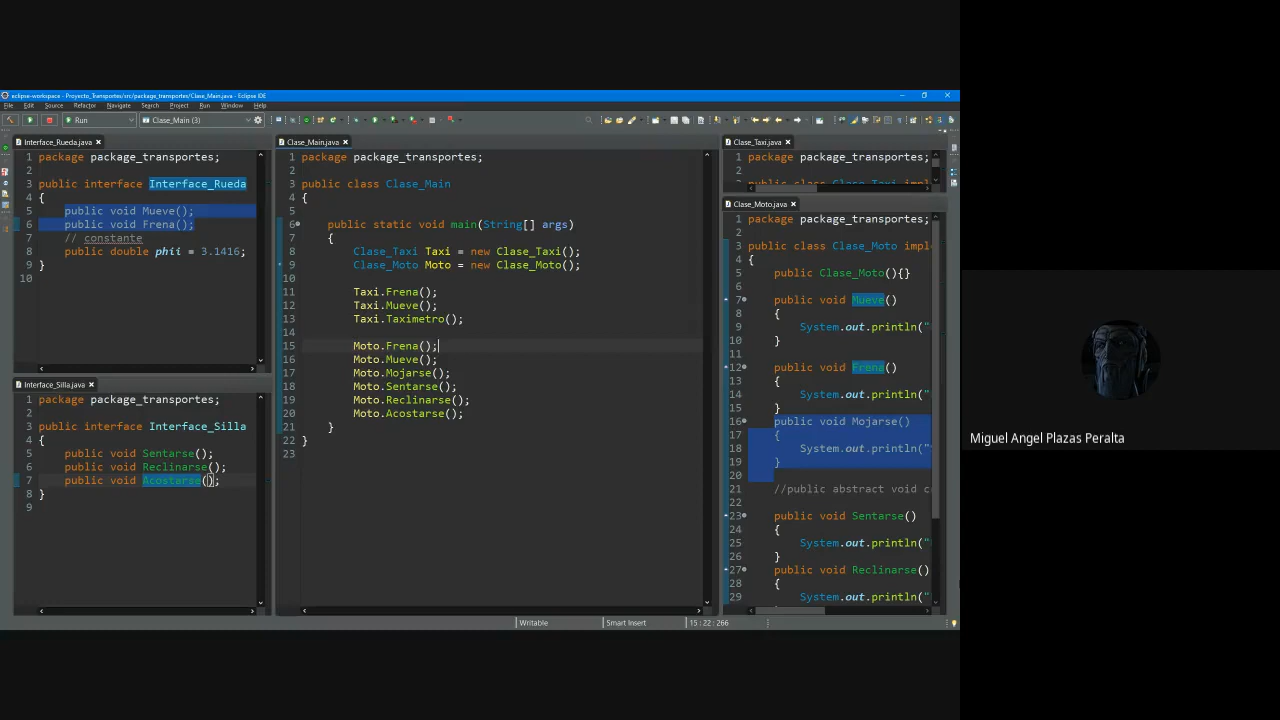 eclipse-workspace - Proyecto_Transportes/src/package_transportes/Clase_Main.java - Eclipse IDE
File Edit Source Refactor Navigate Search Project Run Window Help
Run
Clase_Main (3)
Interface_Rueda.java
1 package package_transportes;
2
3 public interface Interface_Rueda
4 {
5 public void Mueve();
6 public void Frena();
7 // constante
8 public double phii = 3.1416;
9 }
10
Interface_Silla.java
1 package package_transportes;
2
3 public interface Interface_Silla
4 {
5 public void Sentarse();
6 public void Reclinarse();
7 public void Acostarse();
8 }
9
Clase_Main.java
1 package package_transportes;
2
3 public class Clase_Main
4 {
5
6 public static void main(String[] args)
7 {
8 Clase_Taxi Taxi = new Clase_Taxi();
9 Clase_Moto Moto = new Clase_Moto();
10
11 Taxi.Frena();
12 Taxi.Mueve();
13 Taxi.Taximetro();
14
15 Moto.Frena();
16 Moto.Mueve();
17 Moto.Mojarse();
18 Moto.Sentarse();
19 Moto.Reclinarse();
20 Moto.Acostarse();
21 }
22 }
23
Clase_Taxi.java
1 package package_transportes;
2
3 public class Clase_Taxi impl
Clase_Moto.java
1 package package_transportes;
2
3 public class Clase_Moto impl
4 {
5 public Clase_Moto(){}
6
7 public void Mueve()
8 {
9 System.out.println("
10 }
11
12 public void Frena()
13 {
14 System.out.println("
15 }
16 public void Mojarse()
17 {
18 System.out.println("
19 }
20
21 //public abstract void c
22
23 public void Sentarse()
24 {
25 System.out.println("
26 }
27 public void Reclinarse()
28 {
29 System.out.println("
Writable
Smart Insert
15 : 22 : 266
Miguel Angel Plazas Peralta